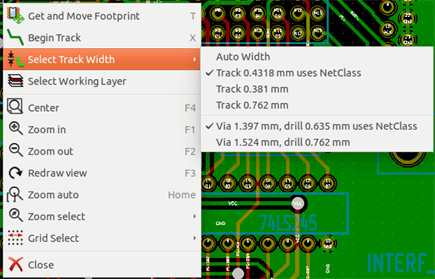 Get and Move Footprint T
Begin Track X
Select Track Width
Select Working Layer
Center F4
Zoom in F1
Zoom out F2
Redraw view F3
Zoom auto Home
Zoom select
Grid Select
Close
Auto Width
Track 0.4318 mm uses NetClass
Track 0.381 mm
Track 0.762 mm
Via 1.397 mm, drill 0.635 mm uses NetClass
Via 1.524 mm, drill 0.762 mm
VCC
74LS245
INTERF